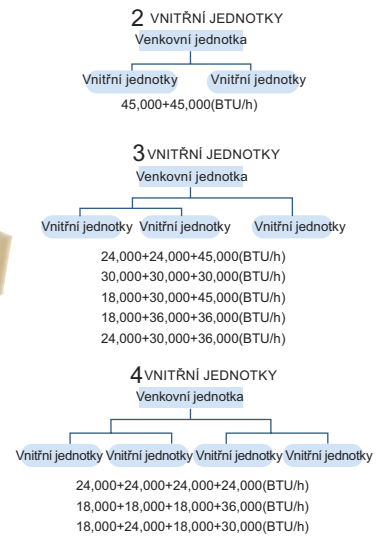 2 VNITŘNÍ JEDNOTKY
Venkovní jednotka
Vnitřní jednotky Vnitřní jednotky
45,000+45,000(BTU/h)
3 VNITŘNÍ JEDNOTKY
Venkovní jednotka
Vnitřní jednotky Vnitřní jednotky Vnitřní jednotky
24,000+24,000+45,000(BTU/h)
30,000+30,000+30,000(BTU/h)
18,000+30,000+45,000(BTU/h)
18,000+36,000+36,000(BTU/h)
24,000+30,000+36,000(BTU/h)
4 VNITŘNÍ JEDNOTKY
Venkovní jednotka
Vnitřní jednotky Vnitřní jednotky Vnitřní jednotky Vnitřní jednotky
24,000+24,000+24,000+24,000(BTU/h)
18,000+18,000+18,000+36,000(BTU/h)
18,000+24,000+18,000+30,000(BTU/h)